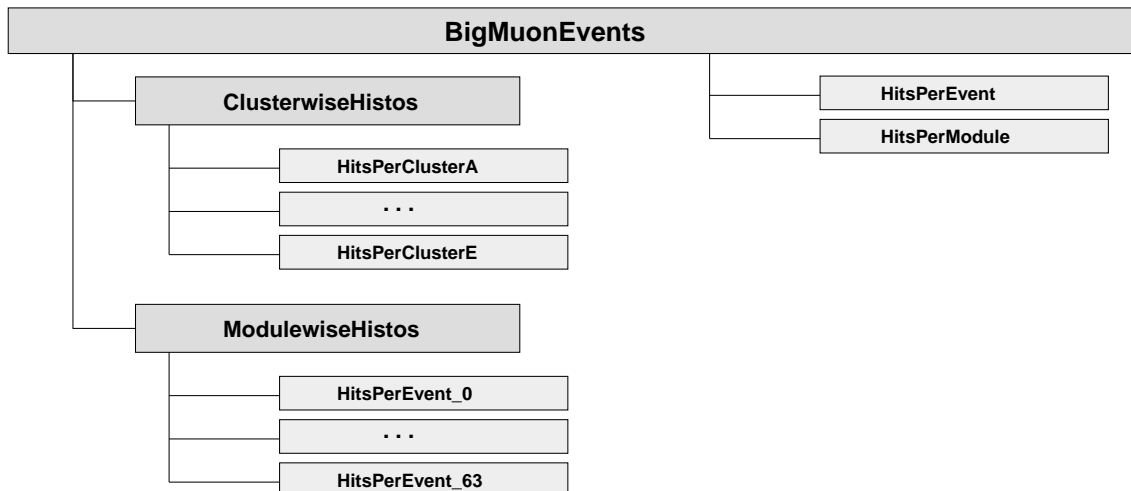 BigMuonEvents
ClusterwiseHistos
HitsPerClusterA
. . .
HitsPerClusterE
ModulewiseHistos
HitsPerEvent_0
. . .
HitsPerEvent_63
HitsPerEvent
HitsPerModule